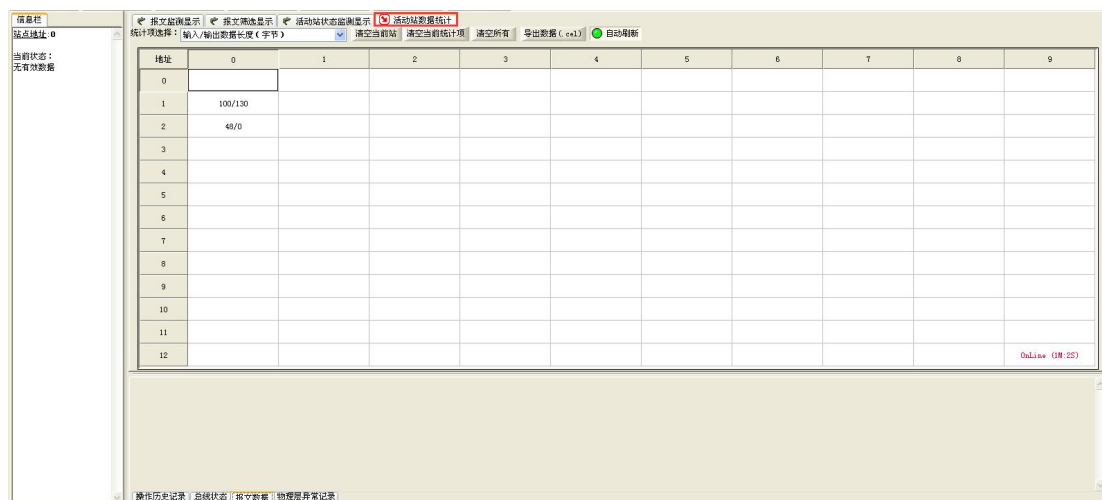 信息栏
站点地址:0
当前状态：
无有效数据
报文监测显示 报文筛选显示 活动站状态监测显示 活动站数据统计
统计项选择： 输入/输出数据长度(字节) 清空当前站 清空当前统计项 清空所有 导出数据(.cel) 自动刷新
地址 0 1 2 3 4 5 6 7 8 9
0
1 100/130
2 48/0
3
4
5
6
7
8
9
10
11
12 OnLine (1M:2S)
操作历史记录 总线状态 报文数据 物理层异常记录